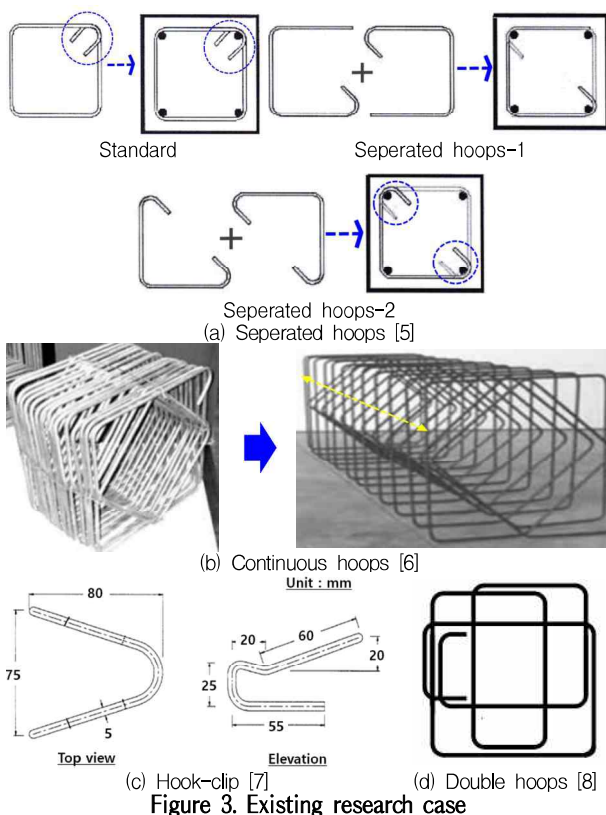 Standard
Seperated hoops-1
Seperated hoops-2
(a) Seperated hoops [5]
(b) Continuous hoops [6]
Unit : mm
80
75
5
Top view
20
60
20
25
55
Elevation
(c) Hook-clip [7]
(d) Double hoops [8]
Figure 3. Existing research case